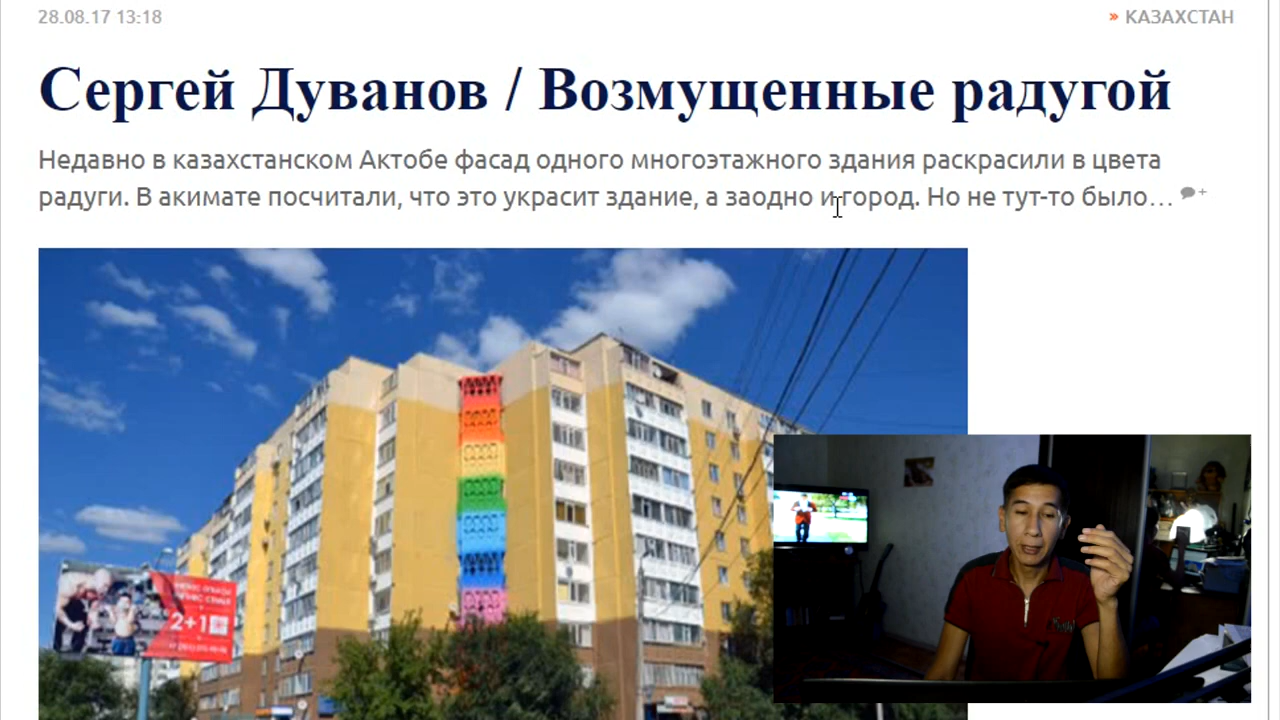 28.08.17 13:18
» КАЗАХСТАН
Сергей Дуванов / Возмущенные радугой
Недавно в казахстанском Актобе фасад одного многоэтажного здания раскрасили в цвета
радуги. В акимате посчитали, что это украсит здание, а заодно и город. Но не тут-то было…
2+1